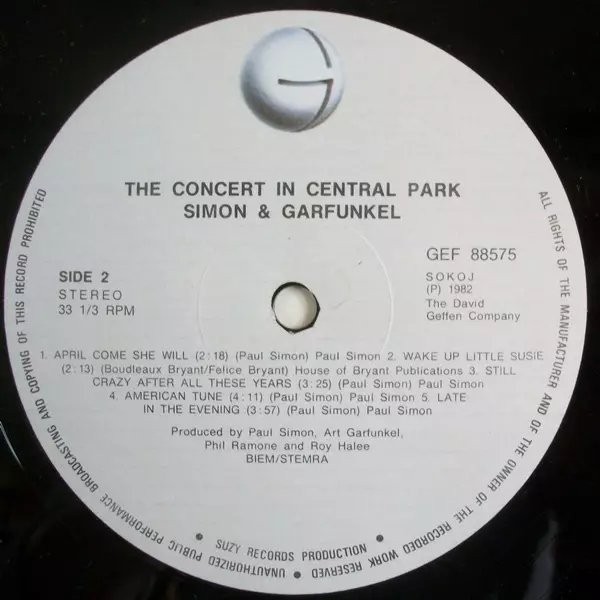 THE CONCERT IN CENTRAL PARK
SIMON & GARFUNKEL
SIDE 2
STEREO
33 1/3 RPM
GEF 88575
SOKOJ
(P) 1982
The David
Geffen Company
1. APRIL COME SHE WILL (2:18) (Paul Simon) Paul Simon 2. WAKE UP LITTLE SUSIE
(2:13) (Boudleaux Bryant/Felice Bryant) House of Bryant Publications 3. STILL
CRAZY AFTER ALL THESE YEARS (3:25) (Paul Simon) Paul Simon
4. AMERICAN TUNE (4:11) (Paul Simon) Paul Simon 5. LATE
IN THE EVENING (3:57) (Paul Simon) Paul Simon
Produced by Paul Simon, Art Garfunkel,
Phil Ramone and Roy Halee
BIEM/STEMRA
• SUZY RECORDS PRODUCTION •
ALL RIGHTS OF THE MANUFACTURER AND OF THE OWNER OF THE RECORDED WORK RESERVED • UNAUTHORIZED PUBLIC PERFORMANCE BROADCASTING AND COPYING OF THIS RECORD PROHIBITED